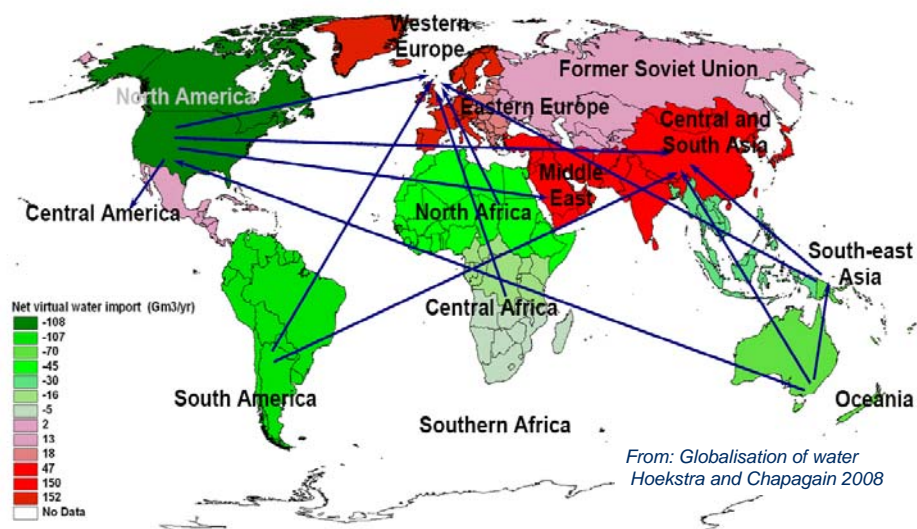 Western
Europe
Former Soviet Union
North America
Eastern Europe
Central and
South Asia
Middle
East
Central America
North Africa
South-east
Asia
Central Africa
Net virtual water import (Gm3/yr)
-108
-107
-70
-45
-30
-16
-5
2
13
18
47
150
152
No Data
South America
Oceania
Southern Africa
From: Globalisation of water
Hoekstra and Chapagain 2008